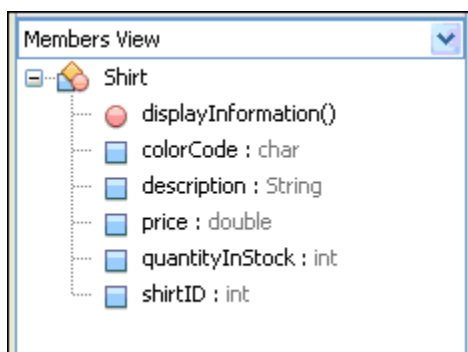 Members View
Shirt
displayInformation()
colorCode : char
description : String
price : double
quantityInStock : int
shirtID : int